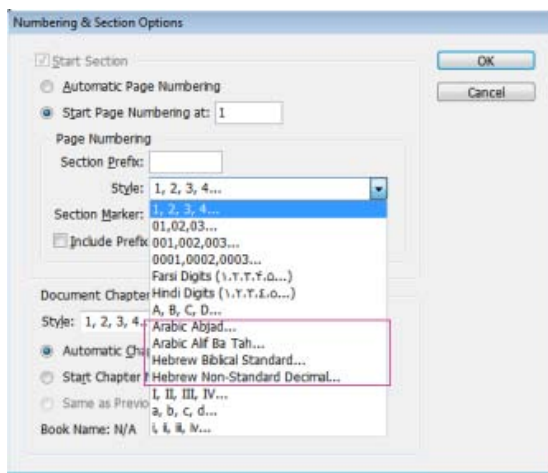 Numbering & Section Options
Start Section
OK
Automatic Page Numbering
Cancel
Start Page Numbering at: 1
Page Numbering
Section Prefix:
Style: 1, 2, 3, 4...
Section Marker:
1, 2, 3, 4...
Include Prefix
01,02,03...
001,002,003...
0001,0002,0003...
Farsi Digits (۱.۲.۳.۴.۵...)
Document Chapter
Hindi Digits (١.٢.٣.٤.٥...)
A, B, C, D...
Style: 1, 2, 3, 4...
Arabic Abjad...
Arabic Alif Ba Tah...
Automatic Cha
Hebrew Biblical Standard...
Start Chapter N
Hebrew Non-Standard Decimal...
I, II, III, IV...
Same as Previo
a, b, c, d...
Book Name: N/A
i, ii, iii, iv...